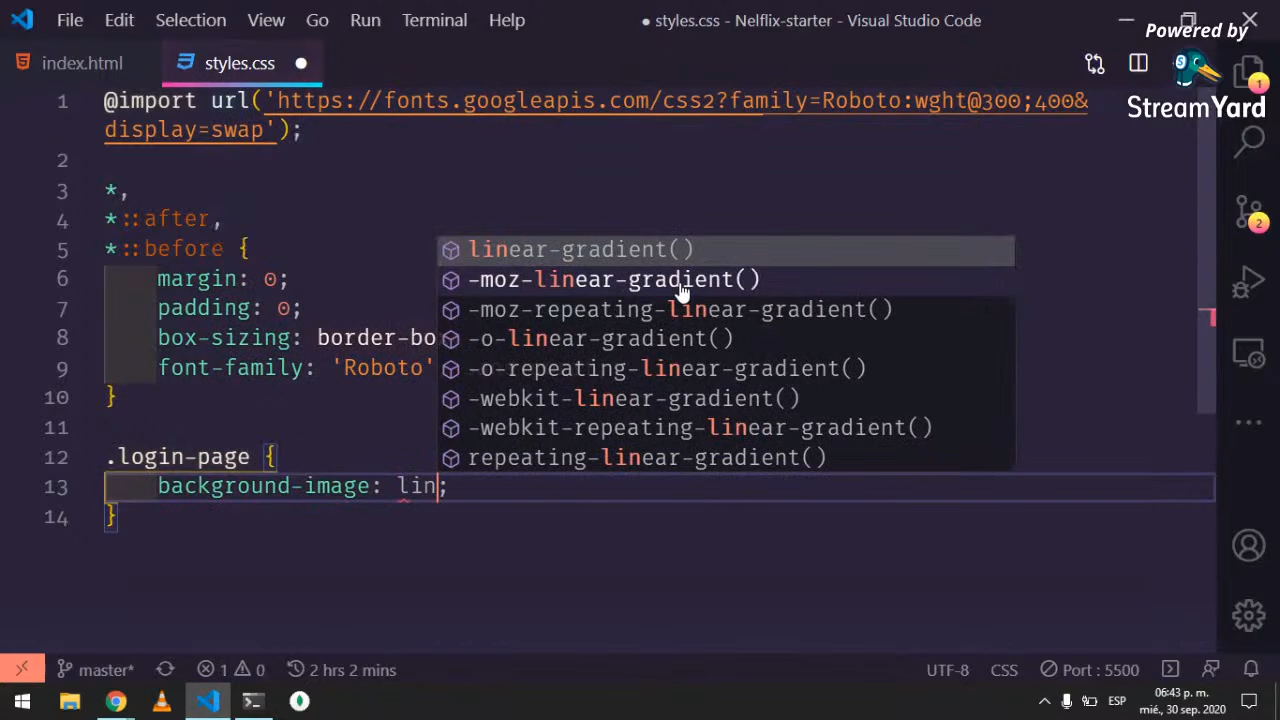 File Edit Selection View Go Run Terminal Help ● styles.css - Nelflix-starter - Visual Studio Code
Powered by
StreamYard
index.html styles.css ●
1 @import url('https://fonts.googleapis.com/css2?family=Roboto:wght@300;400&
display=swap');
2
3 *,
4 *::after,
5 *::before {
6 margin: 0;
7 padding: 0;
8 box-sizing: border-bo
9 font-family: 'Roboto'
10 }
11
12 .login-page {
13 background-image: lin;
14 }
linear-gradient()
-moz-linear-gradient()
-moz-repeating-linear-gradient()
-o-linear-gradient()
-o-repeating-linear-gradient()
-webkit-linear-gradient()
-webkit-repeating-linear-gradient()
repeating-linear-gradient()
1
2
master* 1 0 2 hrs 2 mins UTF-8 CSS Port : 5500
ESP 06:43 p. m.
mié., 30 sep. 2020